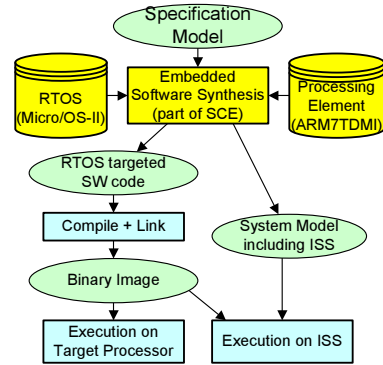 Specification
Model
RTOS
(Micro/OS-II)
Embedded
Software Synthesis
(part of SCE)
Processing
Element
(ARM7TDMI)
RTOS targeted
SW code
Compile + Link
System Model
including ISS
Binary Image
Execution on
Target Processor
Execution on ISS